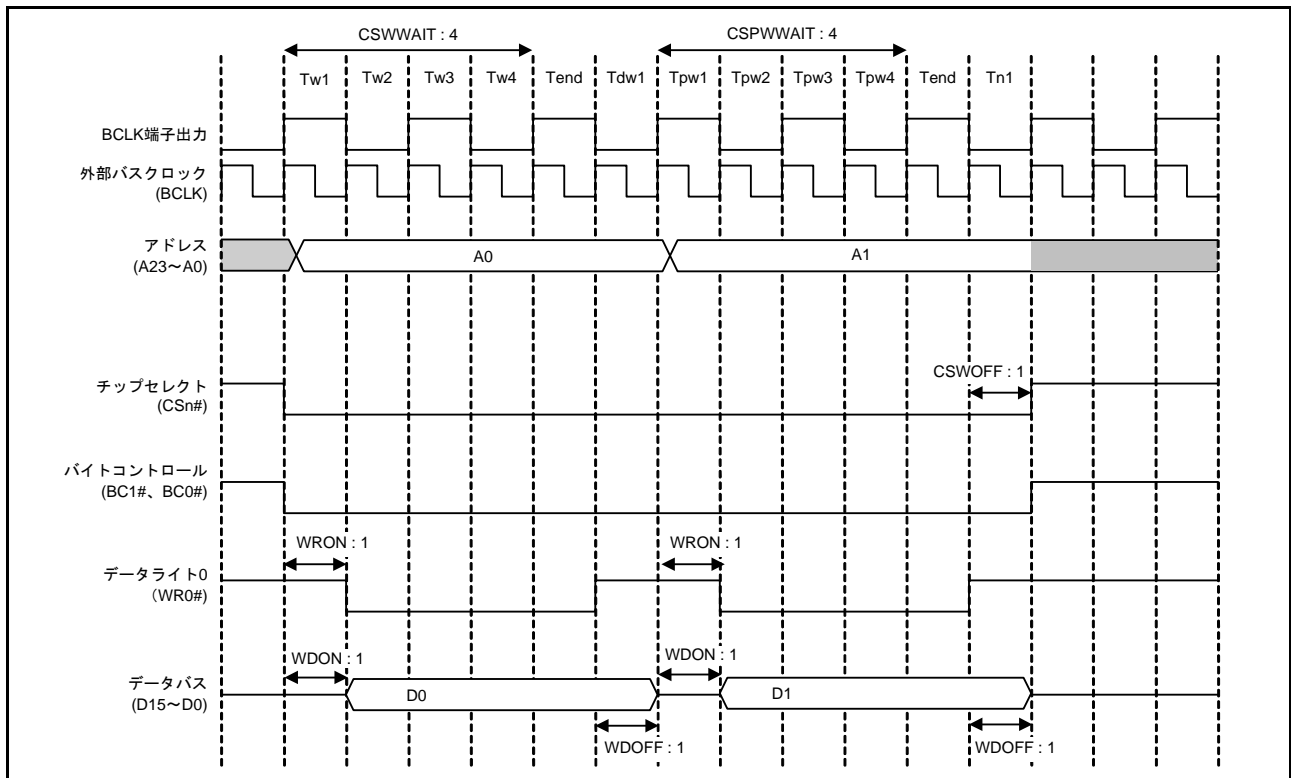 CSWWAIT : 4
CSPWWAIT : 4
Tw1 Tw2 Tw3 Tw4 Tend Tdw1 Tpw1 Tpw2 Tpw3 Tpw4 Tend Tn1
BCLK端子出力
外部バスクロック
(BCLK)
アドレス
(A23～A0)
A0
A1
チップセレクト
(CSn#)
CSWOFF : 1
バイトコントロール
(BC1#、BC0#)
WRON : 1
WRON : 1
データライト0
(WR0#)
WDON : 1
WDON : 1
データバス
(D15～D0)
D0
D1
WDOFF : 1
WDOFF : 1